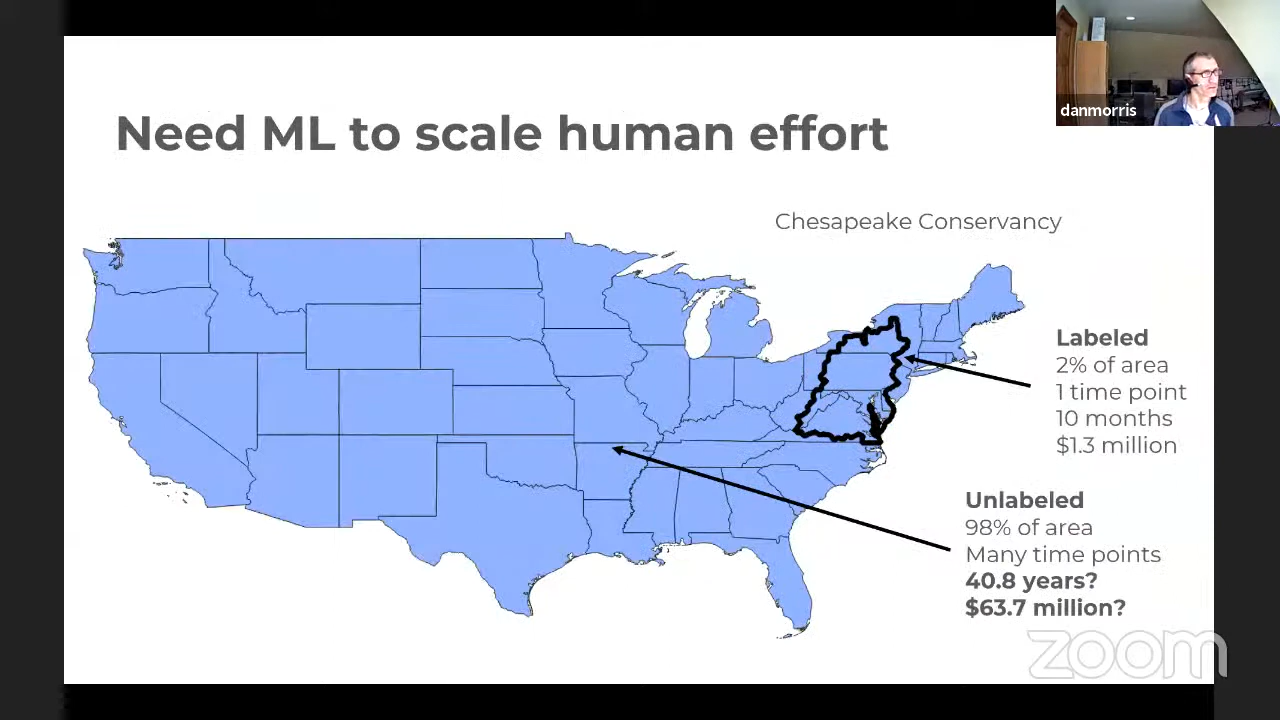 danmorris
Need ML to scale human effort
Chesapeake Conservancy
Labeled
2% of area
1 time point
10 months
$1.3 million
Unlabeled
98% of area
Many time points
40.8 years?
$63.7 million?
zoom